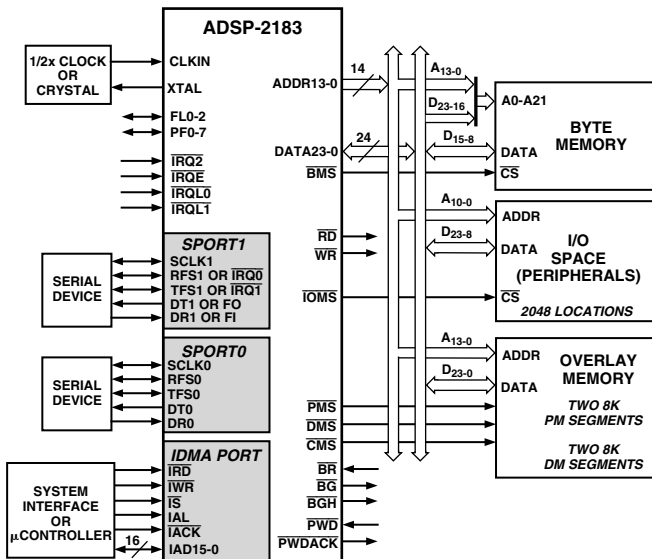 ADSP-2183
1/2x CLOCK
OR
CRYSTAL
CLKIN
XTAL
FL0-2
PF0-7
IRQ2
IRQE
IRQL0
IRQL1
SPORT1
SCLK1
RFS1 OR IRQ0
TFS1 OR IRQ1
DT1 OR FO
DR1 OR FI
SERIAL
DEVICE
SPORT0
SCLK0
RFS0
TFS0
DT0
DR0
SERIAL
DEVICE
IDMA PORT
IRD
IWR
IS
IAL
IACK
IAD15-0
16
SYSTEM
INTERFACE
OR
µCONTROLLER
ADDR13-0
14
DATA23-0
24
BMS
RD
WR
IOMS
PMS
DMS
CMS
BR
BG
BGH
PWD
PWDACK
A13-0
D23-16
D15-8
A0-A21
BYTE
MEMORY
DATA
CS
A10-0
D23-8
ADDR
I/O
SPACE
(PERIPHERALS)
DATA
CS
2048 LOCATIONS
A13-0
D23-0
ADDR
OVERLAY
MEMORY
DATA
TWO 8K
PM SEGMENTS
TWO 8K
DM SEGMENTS